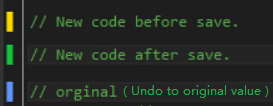 // New code before save.
// New code after save.
// orginal ( Undo to original value )